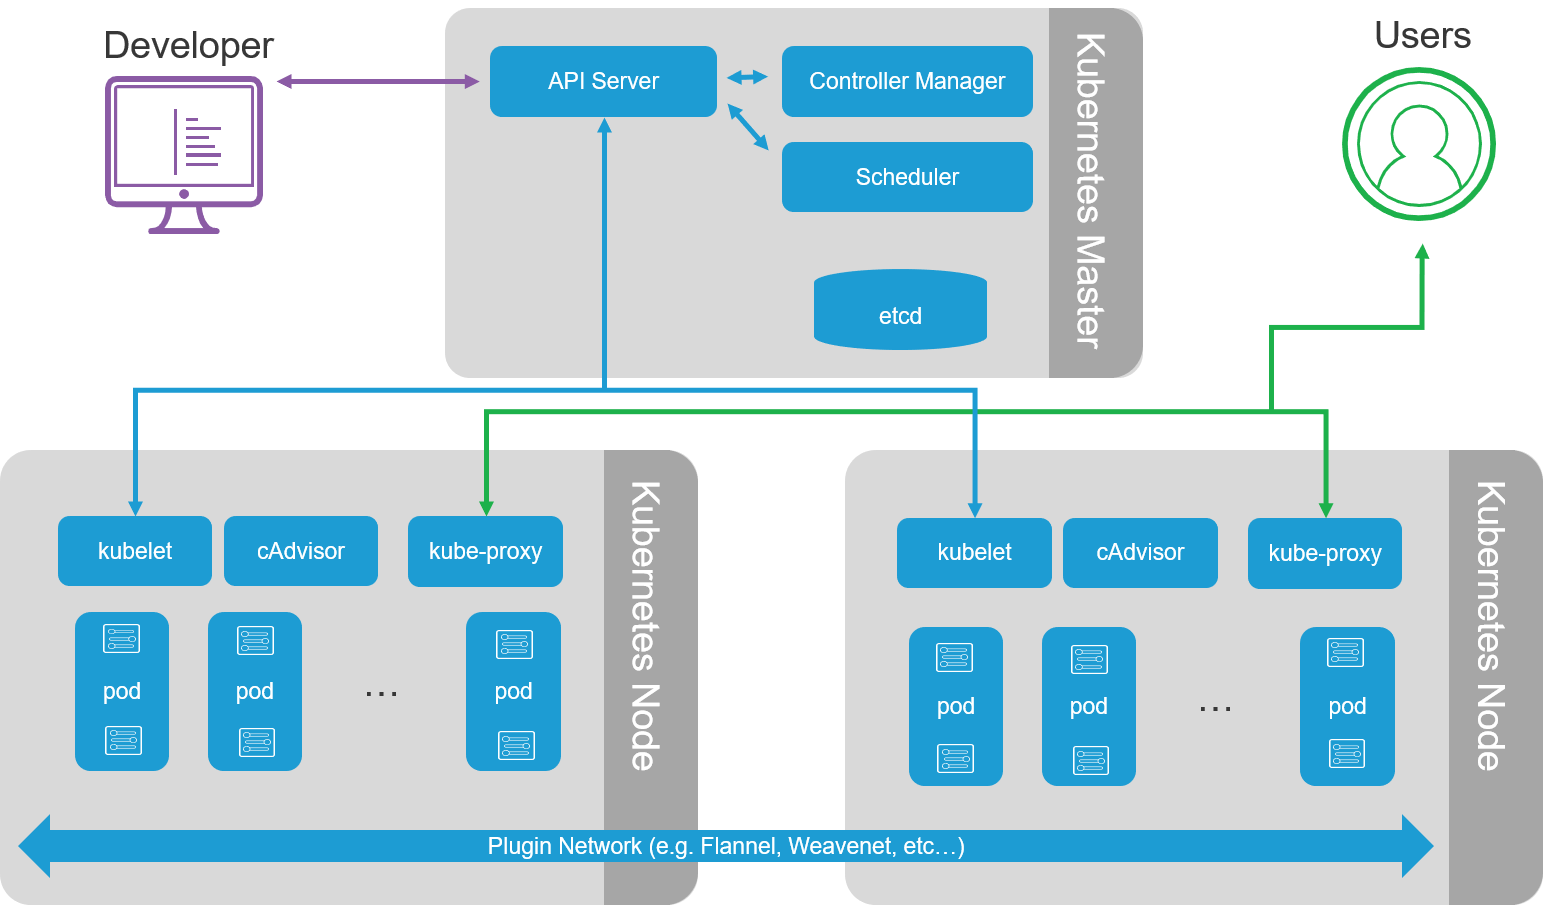 Developer
Users
API Server
Controller Manager
Scheduler
etcd
Kubernetes Master
kubelet
cAdvisor
kube-proxy
pod
pod
...
pod
Kubernetes Node
kubelet
cAdvisor
kube-proxy
pod
pod
...
pod
Kubernetes Node
Plugin Network (e.g. Flannel, Weavenet, etc…)